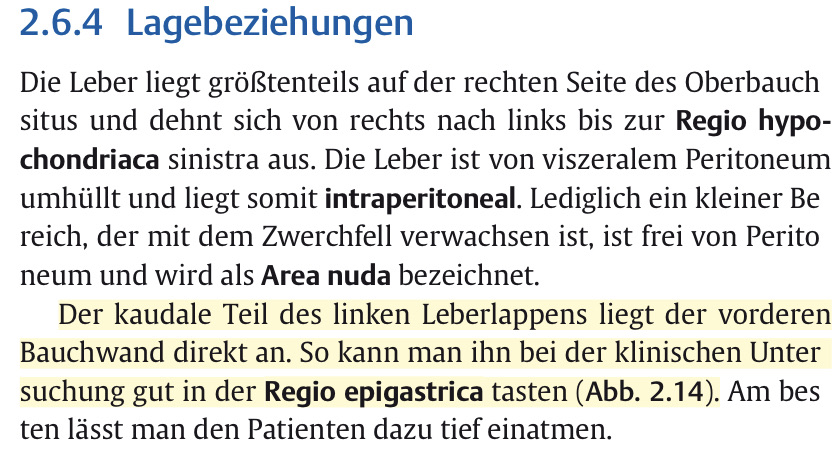 2.6.4 Lagebeziehungen
Die Leber liegt größtenteils auf der rechten Seite des Oberbauch
situs und dehnt sich von rechts nach links bis zur Regio hypo-
chondriaca sinistra aus. Die Leber ist von viszeralem Peritoneum
umhüllt und liegt somit intraperitoneal. Lediglich ein kleiner Be
reich, der mit dem Zwerchfell verwachsen ist, ist frei von Perito
neum und wird als Area nuda bezeichnet.
Der kaudale Teil des linken Leberlappens liegt der vorderen
Bauchwand direkt an. So kann man ihn bei der klinischen Unter
suchung gut in der Regio epigastrica tasten (Abb. 2.14). Am bes
ten lässt man den Patienten dazu tief einatmen.